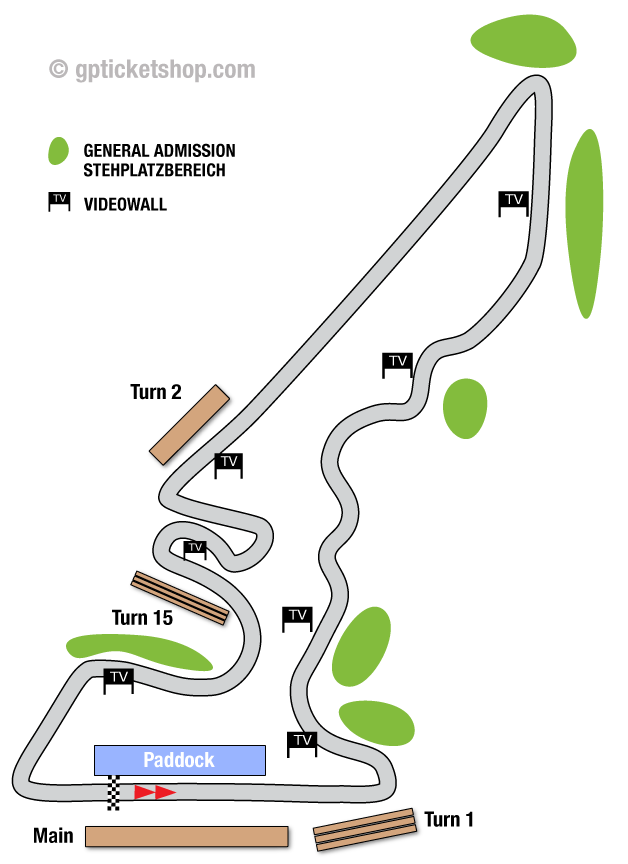 © gpticketshop.com
GENERAL ADMISSION
STEHPLATZBEREICH
TV VIDEOWALL
TV
TV
Turn 2
TV
TV
Turn 15
TV
TV
TV
Paddock
Turn 1
Main